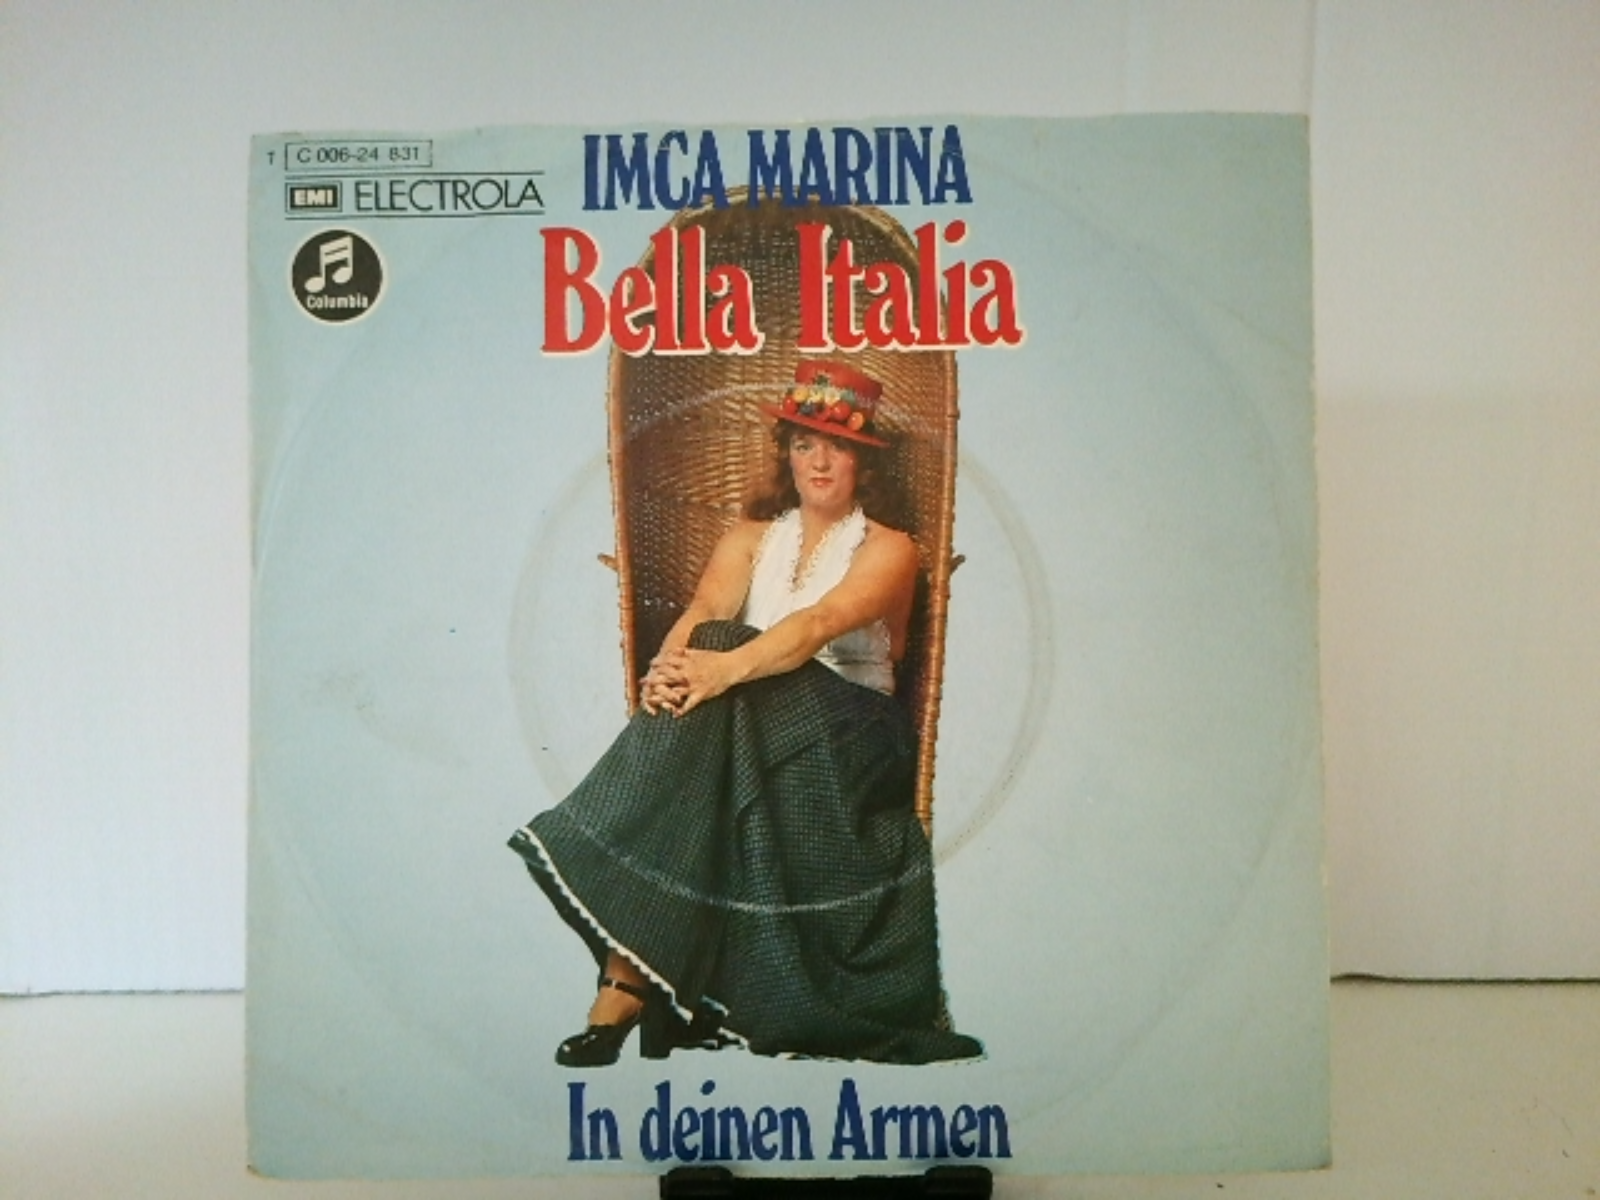 1 C 006-24 831
EMI ELECTROLA
Columbia
IMCA MARINA
Bella Italia
In deinen Armen